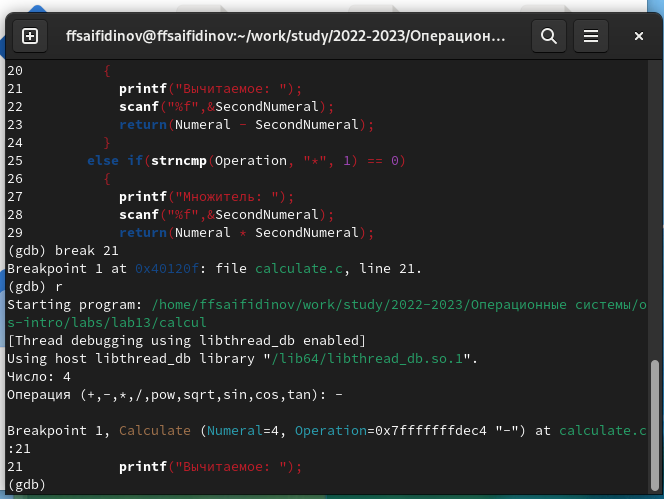 ffsaifidinov@ffsaifidinov:~/work/study/2022-2023/Операцион...
20          {
21            printf("Вычитаемое: ");
22            scanf("%f",&SecondNumeral);
23            return(Numeral - SecondNumeral);
24          }
25        else if(strncmp(Operation, "*", 1) == 0)
26          {
27            printf("Множитель: ");
28            scanf("%f",&SecondNumeral);
29            return(Numeral * SecondNumeral);
(gdb) break 21
Breakpoint 1 at 0x40120f: file calculate.c, line 21.
(gdb) r
Starting program: /home/ffsaifidinov/work/study/2022-2023/Операционные системы/o
s-intro/labs/lab13/calcul
[Thread debugging using libthread_db enabled]
Using host libthread_db library "/lib64/libthread_db.so.1".
Число: 4
Операция (+,-,*,/,pow,sqrt,sin,cos,tan): -
Breakpoint 1, Calculate (Numeral=4, Operation=0x7fffffffdec4 "-") at calculate.c
:21
21            printf("Вычитаемое: ");
(gdb)